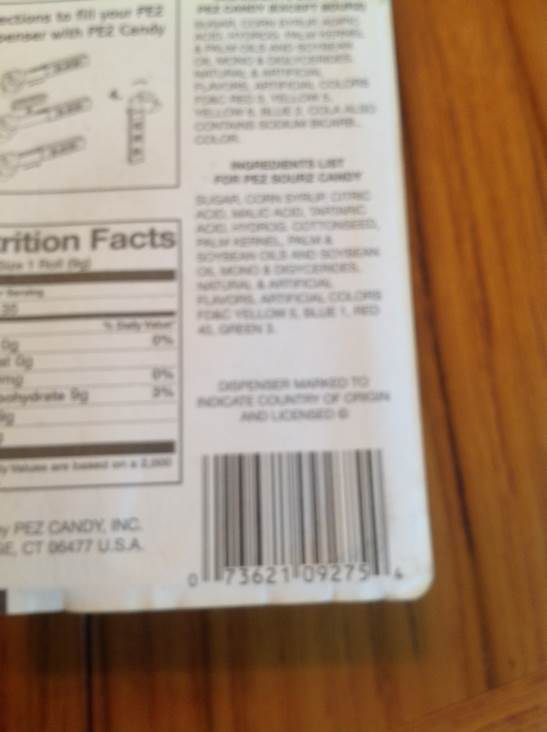 ections to fill your PEZ
penser with PEZ Candy
4.
rition Facts
Size 1 Roll (9g)
r Serving
35
% Daily Value*
0g 0%
at 0g
mg 0%
bohydrate 9g 3%
9g
y Values are based on a 2,000
y PEZ CANDY, INC.
GE, CT 06477 U.S.A.
PEZ CANDY (EXCEPT SOURS)
SUGAR, CORN SYRUP, ADIPIC
ACID, HYDROG. PALM KERNEL
& PALM OILS AND SOYBEAN
OIL, MONO & DIGLYCERIDES,
NATURAL & ARTIFICIAL
FLAVORS, ARTIFICIAL COLORS
FD&C RED 3, YELLOW 5,
YELLOW 6, BLUE 2. COLA ALSO
CONTAINS SODIUM BICARB.,
COLOR.
INGREDIENTS LIST
FOR PEZ SOURZ CANDY
SUGAR, CORN SYRUP, CITRIC
ACID, MALIC ACID, TARTARIC
ACID, HYDROG. COTTONSEED,
PALM KERNEL, PALM &
SOYBEAN OILS AND SOYBEAN
OIL, MONO & DIGLYCERIDES,
NATURAL & ARTIFICIAL
FLAVORS, ARTIFICIAL COLORS
FD&C YELLOW 5, BLUE 1, RED
40, GREEN 3.
DISPENSER MARKED TO
INDICATE COUNTRY OF ORIGIN
AND LICENSED ©
0 73621 09275 4